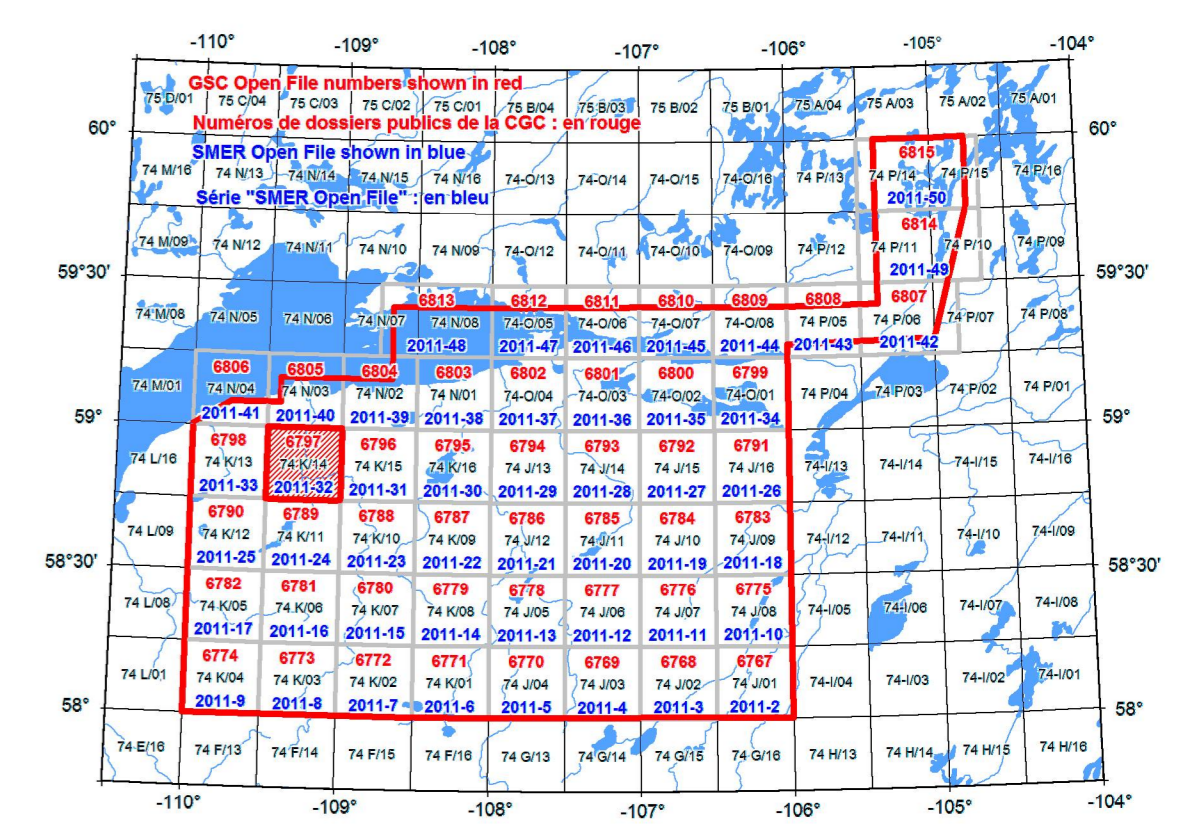 -110° -109° -108° -107° -106° -105° -104°
GSC Open File numbers shown in red
75 D/01 75 C/04 75 C/03 75 C/02 75 C/01 75 B/04 75 B/03 75 B/02 75 B/01 75 A/04 75 A/03 75 A/02 75 A/01
Numéros de dossiers publics de la CGC : en rouge
60° 60°
SMER Open File shown in blue
6815
74 M/16 74 N/13 74 N/14 74 N/15 74 N/16 74-O/13 74-O/14 74-O/15 74-O/16 74 P/13 74 P/14 74 P/15 74 P/16
Série "SMER Open File" : en bleu
2011-50
6814
74 M/09 74 N/12 74 N/11 74 N/10 74 N/09 74-O/12 74-O/11 74-O/10 74-O/09 74 P/12 74 P/11 74 P/10 74 P/09
2011-49
59°30' 59°30'
6813 6812 6811 6810 6809 6808 6807
74 M/08 74 N/05 74 N/06 74 N/07 74 N/08 74-O/05 74-O/06 74-O/07 74-O/08 74 P/05 74 P/06 74 P/07 74 P/08
2011-48 2011-47 2011-46 2011-45 2011-44 2011-43 2011-42
6806 6805 6804 6803 6802 6801 6800 6799
74 M/01 74 N/04 74 N/03 74 N/02 74 N/01 74-O/04 74-O/03 74-O/02 74-O/01 74 P/04 74 P/03 74 P/02 74 P/01
2011-41 2011-40 2011-39 2011-38 2011-37 2011-36 2011-35 2011-34
59° 59°
6798 6797 6796 6795 6794 6793 6792 6791
74 L/16 74 K/13 74 K/14 74 K/15 74 K/16 74 J/13 74 J/14 74 J/15 74 J/16 74-I/13 74-I/14 74-I/15 74-I/16
2011-33 2011-32 2011-31 2011-30 2011-29 2011-28 2011-27 2011-26
6790 6789 6788 6787 6786 6785 6784 6783
74 L/09 74 K/12 74 K/11 74 K/10 74 K/09 74 J/12 74 J/11 74 J/10 74 J/09 74-I/12 74-I/11 74-I/10 74-I/09
2011-25 2011-24 2011-23 2011-22 2011-21 2011-20 2011-19 2011-18
58°30' 58°30'
6782 6781 6780 6779 6778 6777 6776 6775
74 L/08 74 K/05 74 K/06 74 K/07 74 K/08 74 J/05 74 J/06 74 J/07 74 J/08 74-I/05 74-I/06 74-I/07 74-I/08
2011-17 2011-16 2011-15 2011-14 2011-13 2011-12 2011-11 2011-10
6774 6773 6772 6771 6770 6769 6768 6767
74 L/01 74 K/04 74 K/03 74 K/02 74 K/01 74 J/04 74 J/03 74 J/02 74 J/01 74-I/04 74-I/03 74-I/02 74-I/01
2011-9 2011-8 2011-7 2011-6 2011-5 2011-4 2011-3 2011-2
58° 58°
74 E/16 74 F/13 74 F/14 74 F/15 74 F/16 74 G/13 74 G/14 74 G/15 74 G/16 74 H/13 74 H/14 74 H/15 74 H/16
-110° -109° -108° -107° -106° -105° -104°